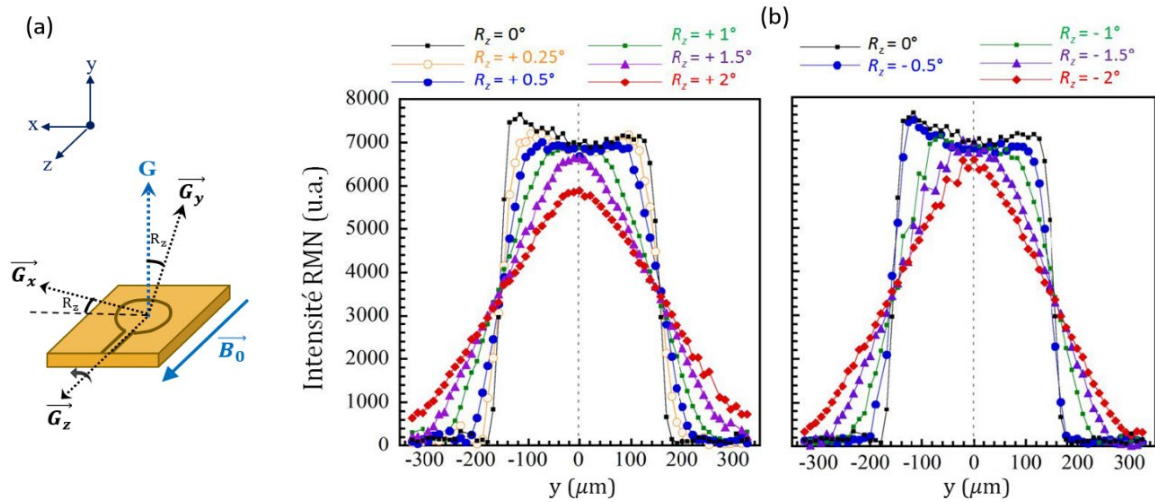 (a)
y
x
z
G
G_y
R_z
G_x
R_z
B_0
G_z
R_z = 0°
R_z = + 0.25°
R_z = + 0.5°
R_z = + 1°
R_z = + 1.5°
R_z = + 2°
Intensité RMN (u.a.)
8000
7000
6000
5000
4000
3000
2000
1000
0
-300 -200 -100 0 100 200 300
y (μm)
(b)
R_z = 0°
R_z = - 0.5°
R_z = - 1°
R_z = - 1.5°
R_z = - 2°
-300 -200 -100 0 100 200 300
y (μm)